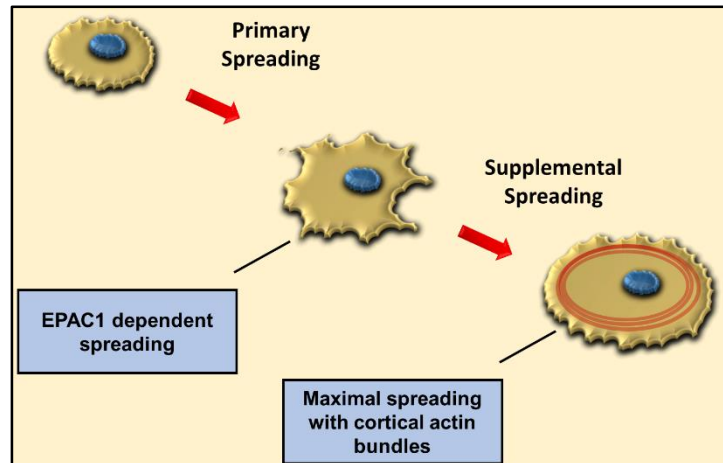 Primary
Spreading
Supplemental
Spreading
EPAC1 dependent
spreading
Maximal spreading
with cortical actin
bundles